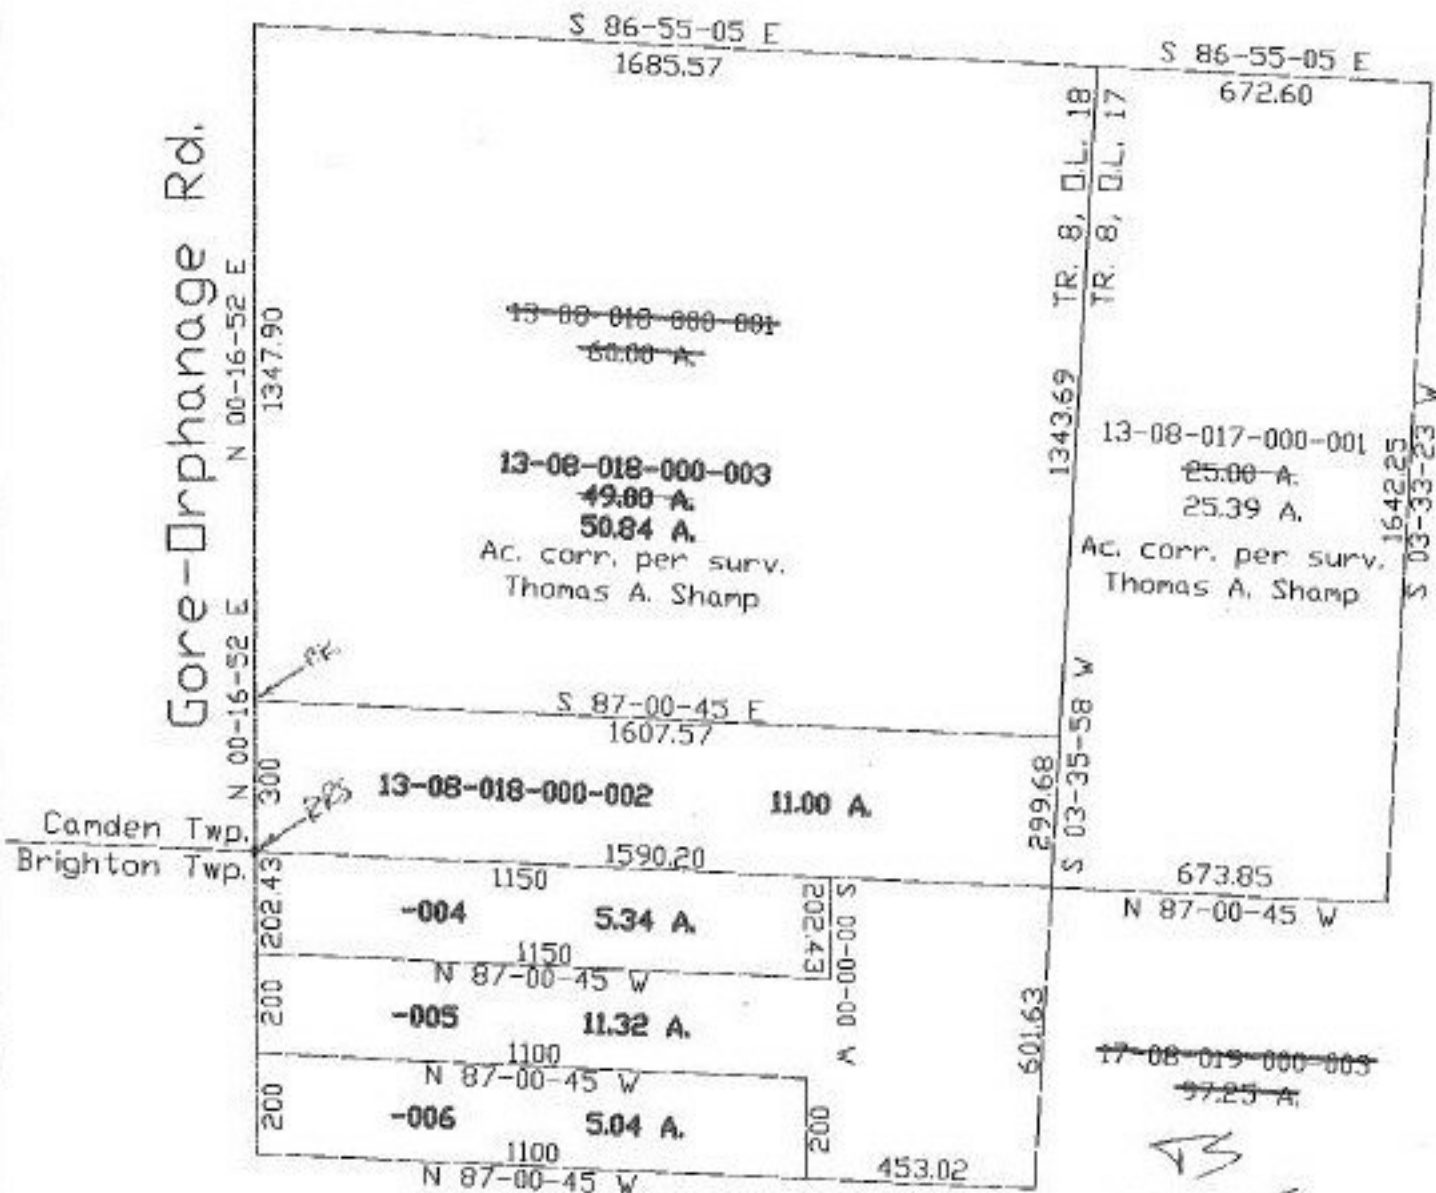 S 86-55-05 E
1685.57
S 86-55-05 E
672.60
Gore-Orphanage Rd.
N 00-16-52 E
1347.90
TR. 8, O.L. 18
TR. 8, O.L. 17
13-08-018-000-001
60.00 A.
13-08-018-000-003
49.00 A.
50.84 A.
Ac. corr. per surv.
Thomas A. Shamp
1343.69
13-08-017-000-001
25.00 A.
25.39 A.
Ac. corr. per surv.
Thomas A. Shamp
1642.25
S 03-33-23 W
N 00-16-52 E
PK
S 87-00-45 E
1607.57
300
13-08-018-000-002 11.00 A.
299.68
S 03-35-58 W
Camden Twp.
Brighton Twp.
1590.20
673.85
N 87-00-45 W
202.43
1150
-004 5.34 A.
202.43
S 00-00-00 W
1150
N 87-00-45 W
200
-005 11.32 A.
601.63
1100
N 87-00-45 W
200
-006 5.04 A.
200
17-08-019-000-003
97.25 A.
1100
N 87-00-45 W
453.02